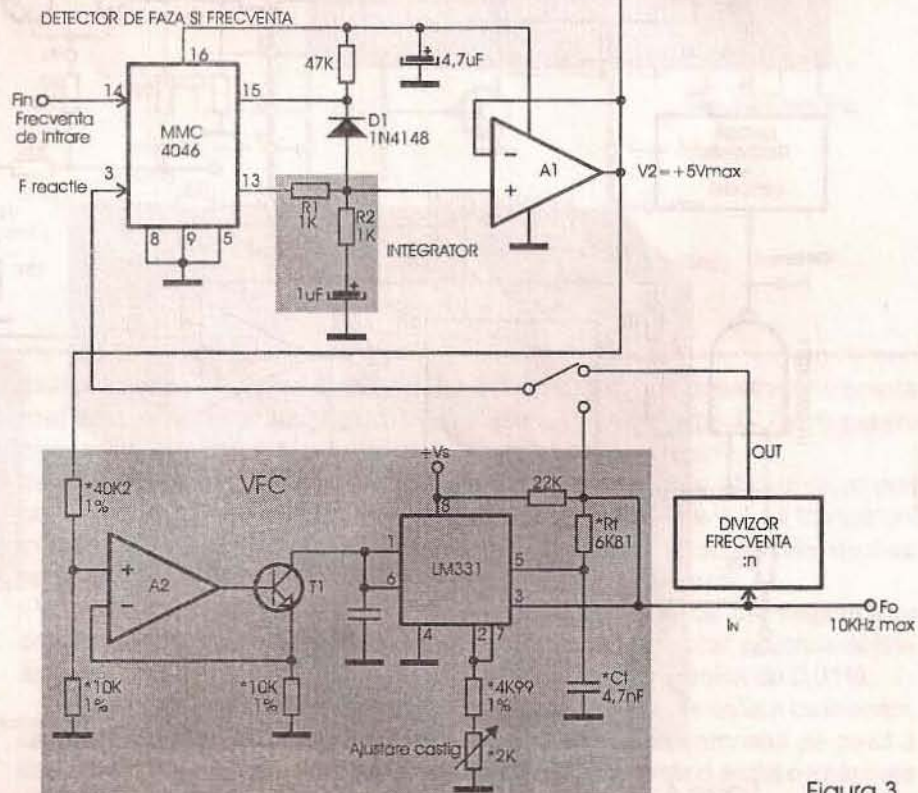 DETECTOR DE FAZA SI FRECVENTA
16
47K
4,7uF
+
Fin
14
15
Frecventa
de intrare
MMC
4046
D1
1N4148
3
F reactie
13
R1
1K
R2
1K
A1
-
+
V2=+5Vmax
8
9
5
INTEGRATOR
1uF
+
OUT
+Vs
VFC
*40K2
1%
22K
8
*Rt
6K81
DIVIZOR
FRECVENTA
:n
A2
+
-
T1
1
6
LM331
5
3
4
2
7
IN
Fo
10KHz max
*10K
1%
*10K
1%
*4K99
1%
*Ct
4,7nF
Ajustare castig
*2K
Figura 3